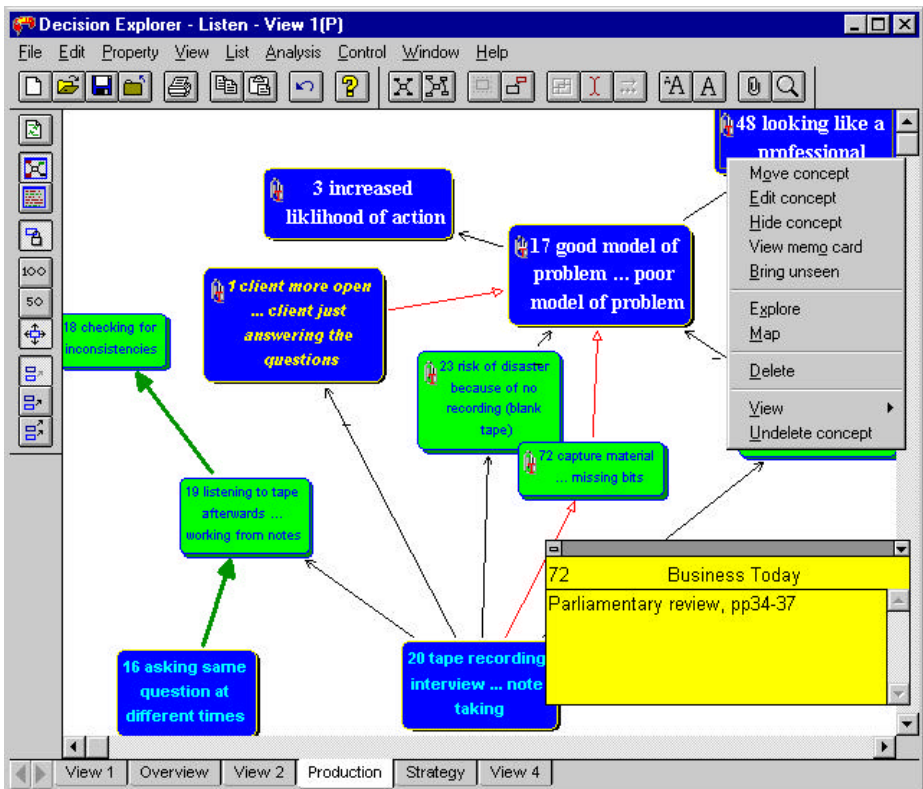 Decision Explorer - Listen - View 1(P)
File Edit Property View List Analysis Control Window Help
100
50
48 looking like a
professional
3 increased
liklihood of action
17 good model of
problem ... poor
model of problem
1 client more open
... client just
answering the
questions
18 checking for
inconsistencies
23 risk of disaster
because of no
recording (blank
tape)
72 capture material
... missing bits
19 listening to tape
afterwards ...
working from notes
16 asking same
question at
different times
20 tape recording
interview ... note
taking
Move concept
Edit concept
Hide concept
View memo card
Bring unseen
Explore
Map
Delete
View
Undelete concept
72 Business Today
Parliamentary review, pp34-37
View 1 Overview View 2 Production Strategy View 4